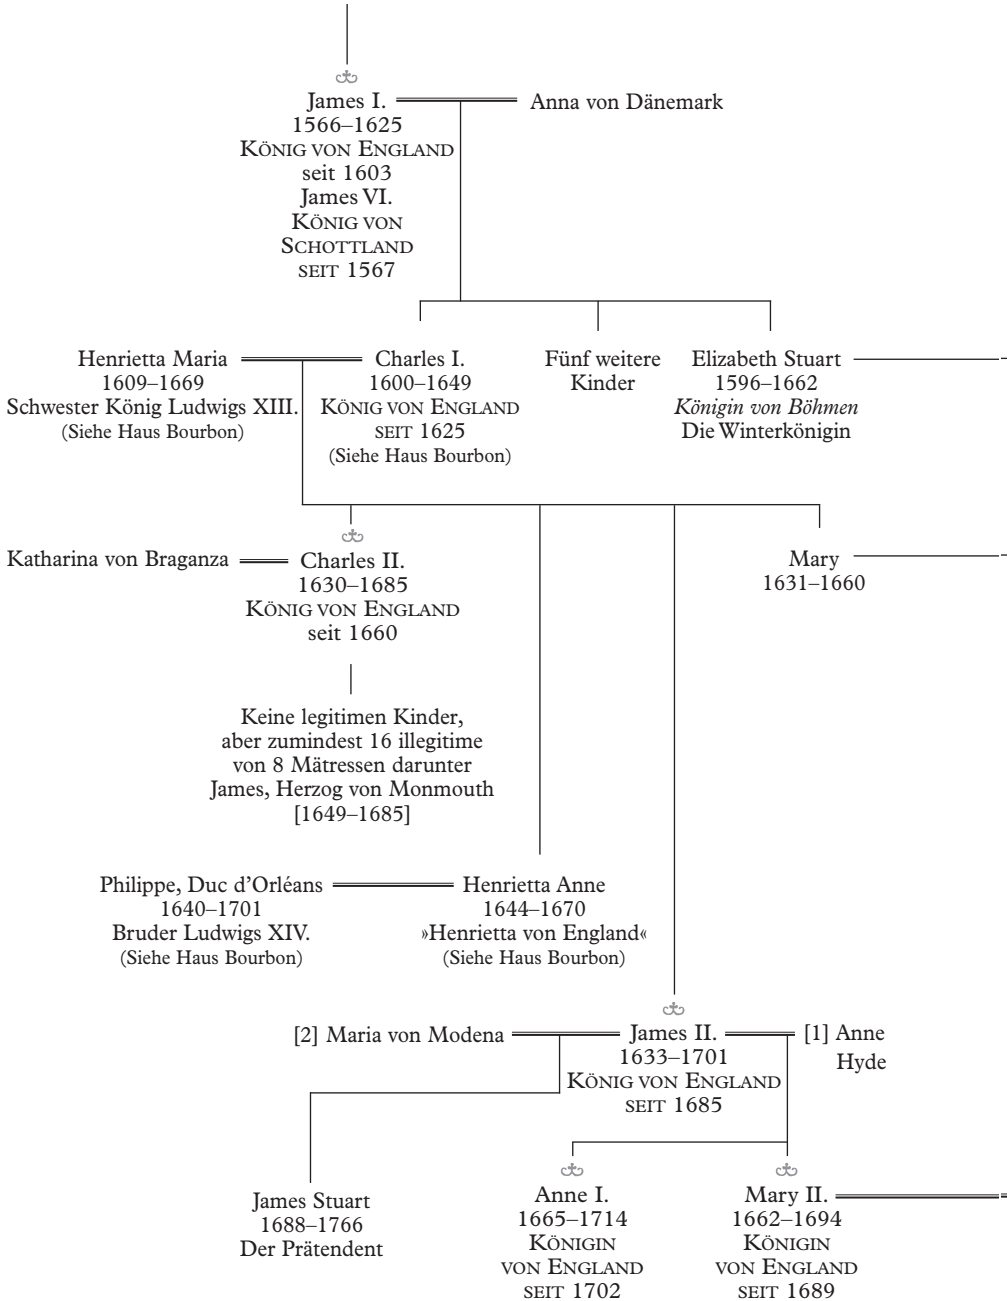 James I.
Anna von Dänemark
1566–1625
KÖNIG VON ENGLAND
seit 1603
James VI.
KÖNIG VON
SCHOTTLAND
SEIT 1567
Henrietta Maria
1609–1669
Schwester König Ludwigs XIII.
(Siehe Haus Bourbon)
Charles I.
1600–1649
KÖNIG VON ENGLAND
SEIT 1625
(Siehe Haus Bourbon)
Fünf weitere
Kinder
Elizabeth Stuart
1596–1662
Königin von Böhmen
Die Winterkönigin
Katharina von Braganza
Charles II.
1630–1685
KÖNIG VON ENGLAND
seit 1660
Mary
1631–1660
Keine legitimen Kinder,
aber zumindest 16 illegitime
von 8 Mätressen darunter
James, Herzog von Monmouth
[1649–1685]
Philippe, Duc d’Orléans
1640–1701
Bruder Ludwigs XIV.
(Siehe Haus Bourbon)
Henrietta Anne
1644–1670
»Henrietta von England«
(Siehe Haus Bourbon)
[2] Maria von Modena
James II.
1633–1701
KÖNIG VON ENGLAND
SEIT 1685
[1] Anne
Hyde
James Stuart
1688–1766
Der Prätendent
Anne I.
1665–1714
KÖNIGIN
VON ENGLAND
SEIT 1702
Mary II.
1662–1694
KÖNIGIN
VON ENGLAND
SEIT 1689